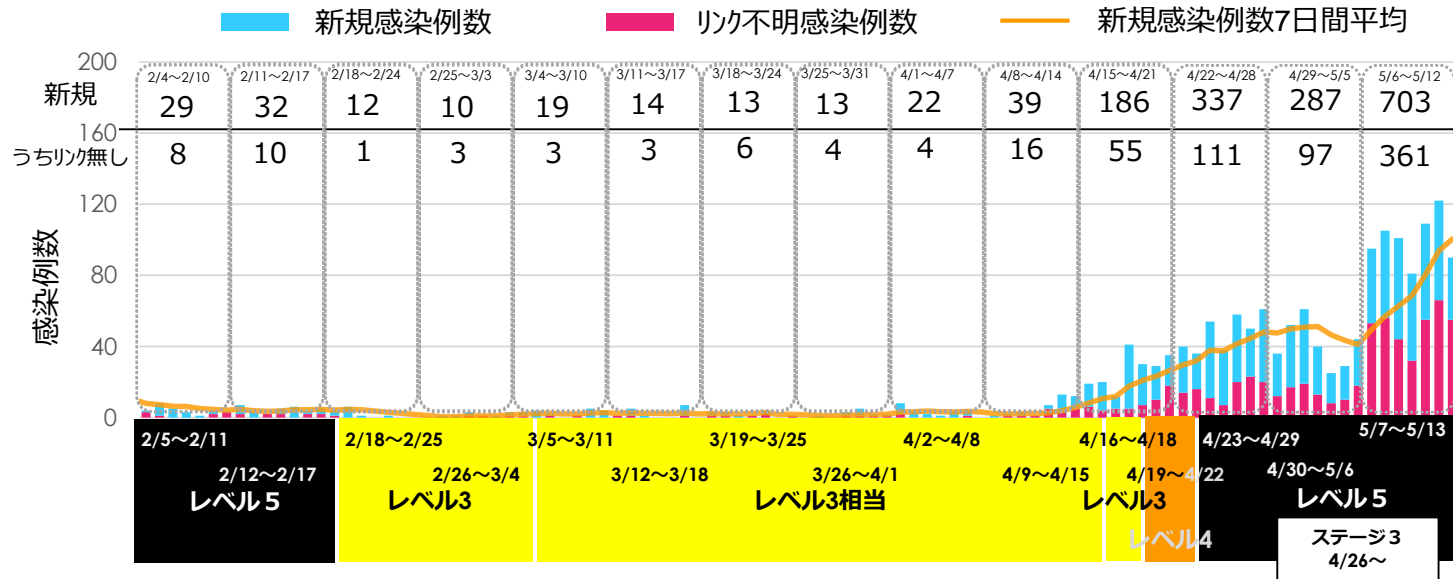 新規感染例数 リンク不明感染例数 新規感染例数7日間平均
200
新規
2/4～2/10 2/11～2/17 2/18～2/24 2/25～3/3 3/4～3/10 3/11～3/17 3/18～3/24 3/25～3/31 4/1～4/7 4/8～4/14 4/15～4/21 4/22～4/28 4/29～5/5 5/6～5/12
29 32 12 10 19 14 13 13 22 39 186 337 287 703
160
うちリンク無し
8 10 1 3 3 3 6 4 4 16 55 111 97 361
120
感染例数
80
40
0
2/5～2/11 2/18～2/25 3/5～3/11 3/19～3/25 4/2～4/8 4/16～4/18 4/23～4/29 5/7～5/13
2/12～2/17 2/26～3/4 3/12～3/18 3/26～4/1 4/9～4/15 4/19～4/22 4/30～5/6
レベル５ レベル3 レベル3相当 レベル3 レベル５
レベル4
ステージ３
4/26～